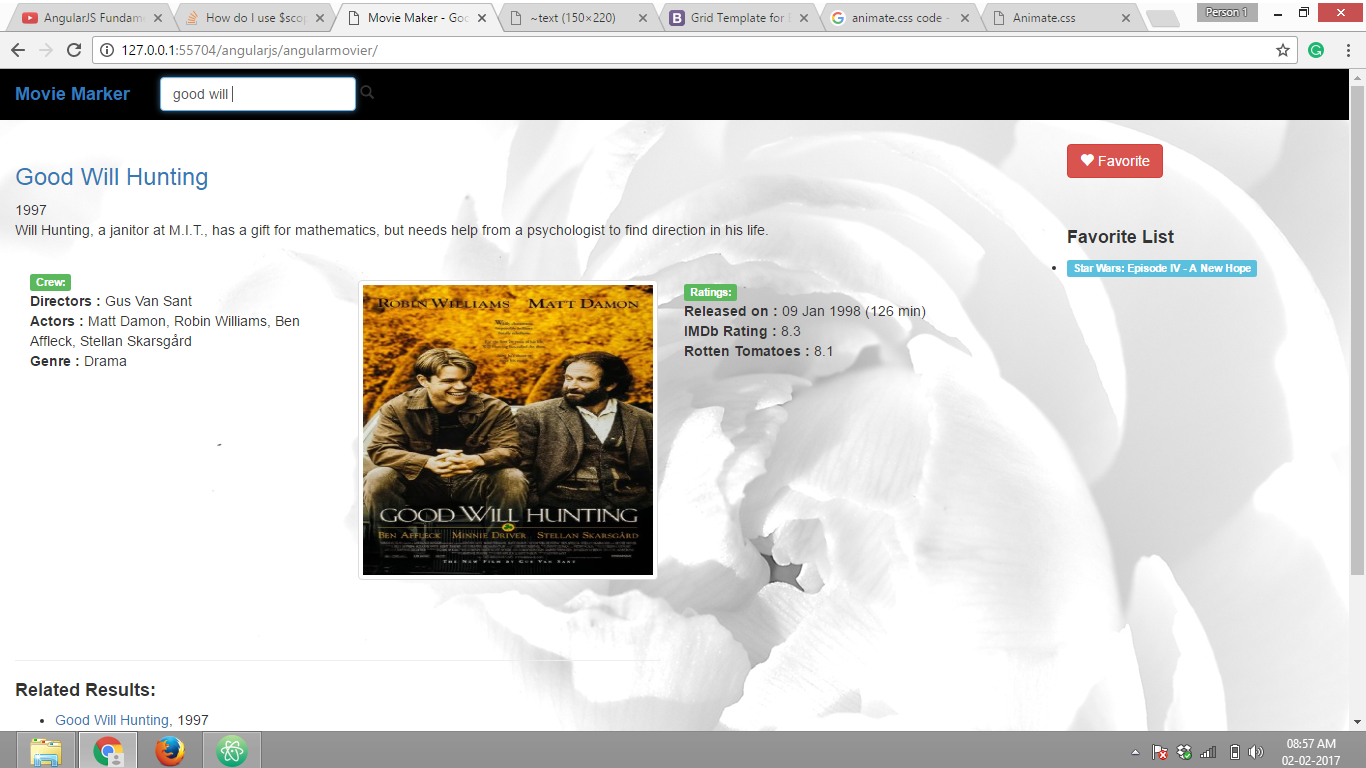 AngularJS Fundam
How do I use $scop
Movie Maker - Goo
~text (150×220)
Grid Template for B
animate.css code -
Animate.css
Person 1
127.0.0.1:55704/angularjs/angularmovier/
Movie Marker
good will
Good Will Hunting
1997
Will Hunting, a janitor at M.I.T., has a gift for mathematics, but needs help from a psychologist to find direction in his life.
Favorite
Favorite List
Star Wars: Episode IV - A New Hope
Crew:
Directors : Gus Van Sant
Actors : Matt Damon, Robin Williams, Ben
Affleck, Stellan Skarsgård
Genre : Drama
ROBIN WILLIAMS MATT DAMON
GOOD WILL HUNTING
BEN AFFLECK MINNIE DRIVER STELLAN SKARSGÅRD
THE NEW FILM BY GUS VAN SANT
Ratings:
Released on : 09 Jan 1998 (126 min)
IMDb Rating : 8.3
Rotten Tomatoes : 8.1
Related Results:
Good Will Hunting, 1997
08:57 AM
02-02-2017